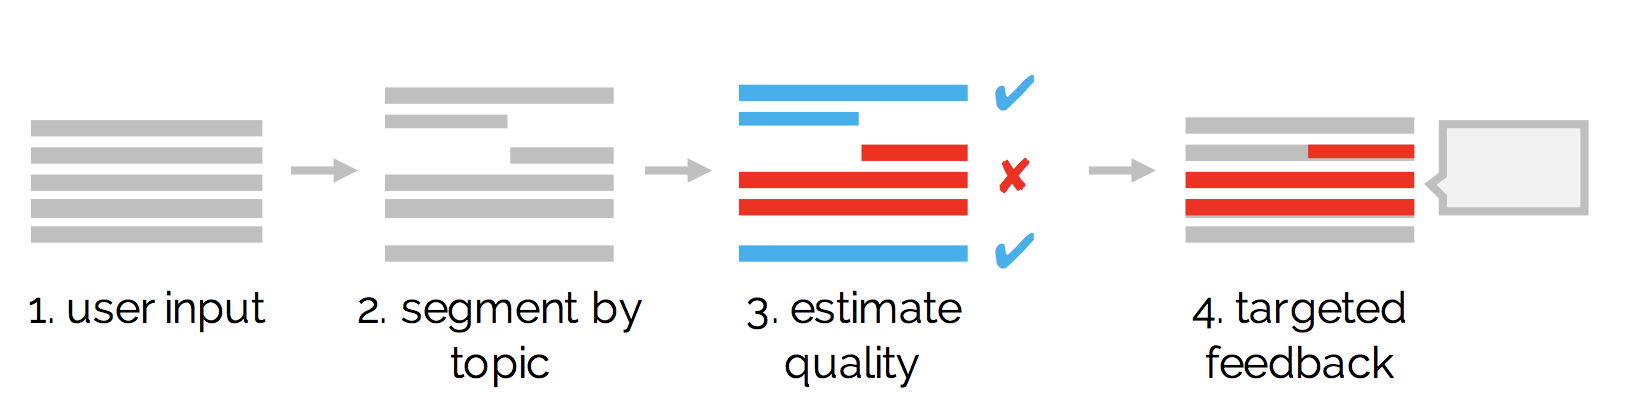 1. user input
2. segment by
topic
3. estimate
quality
4. targeted
feedback